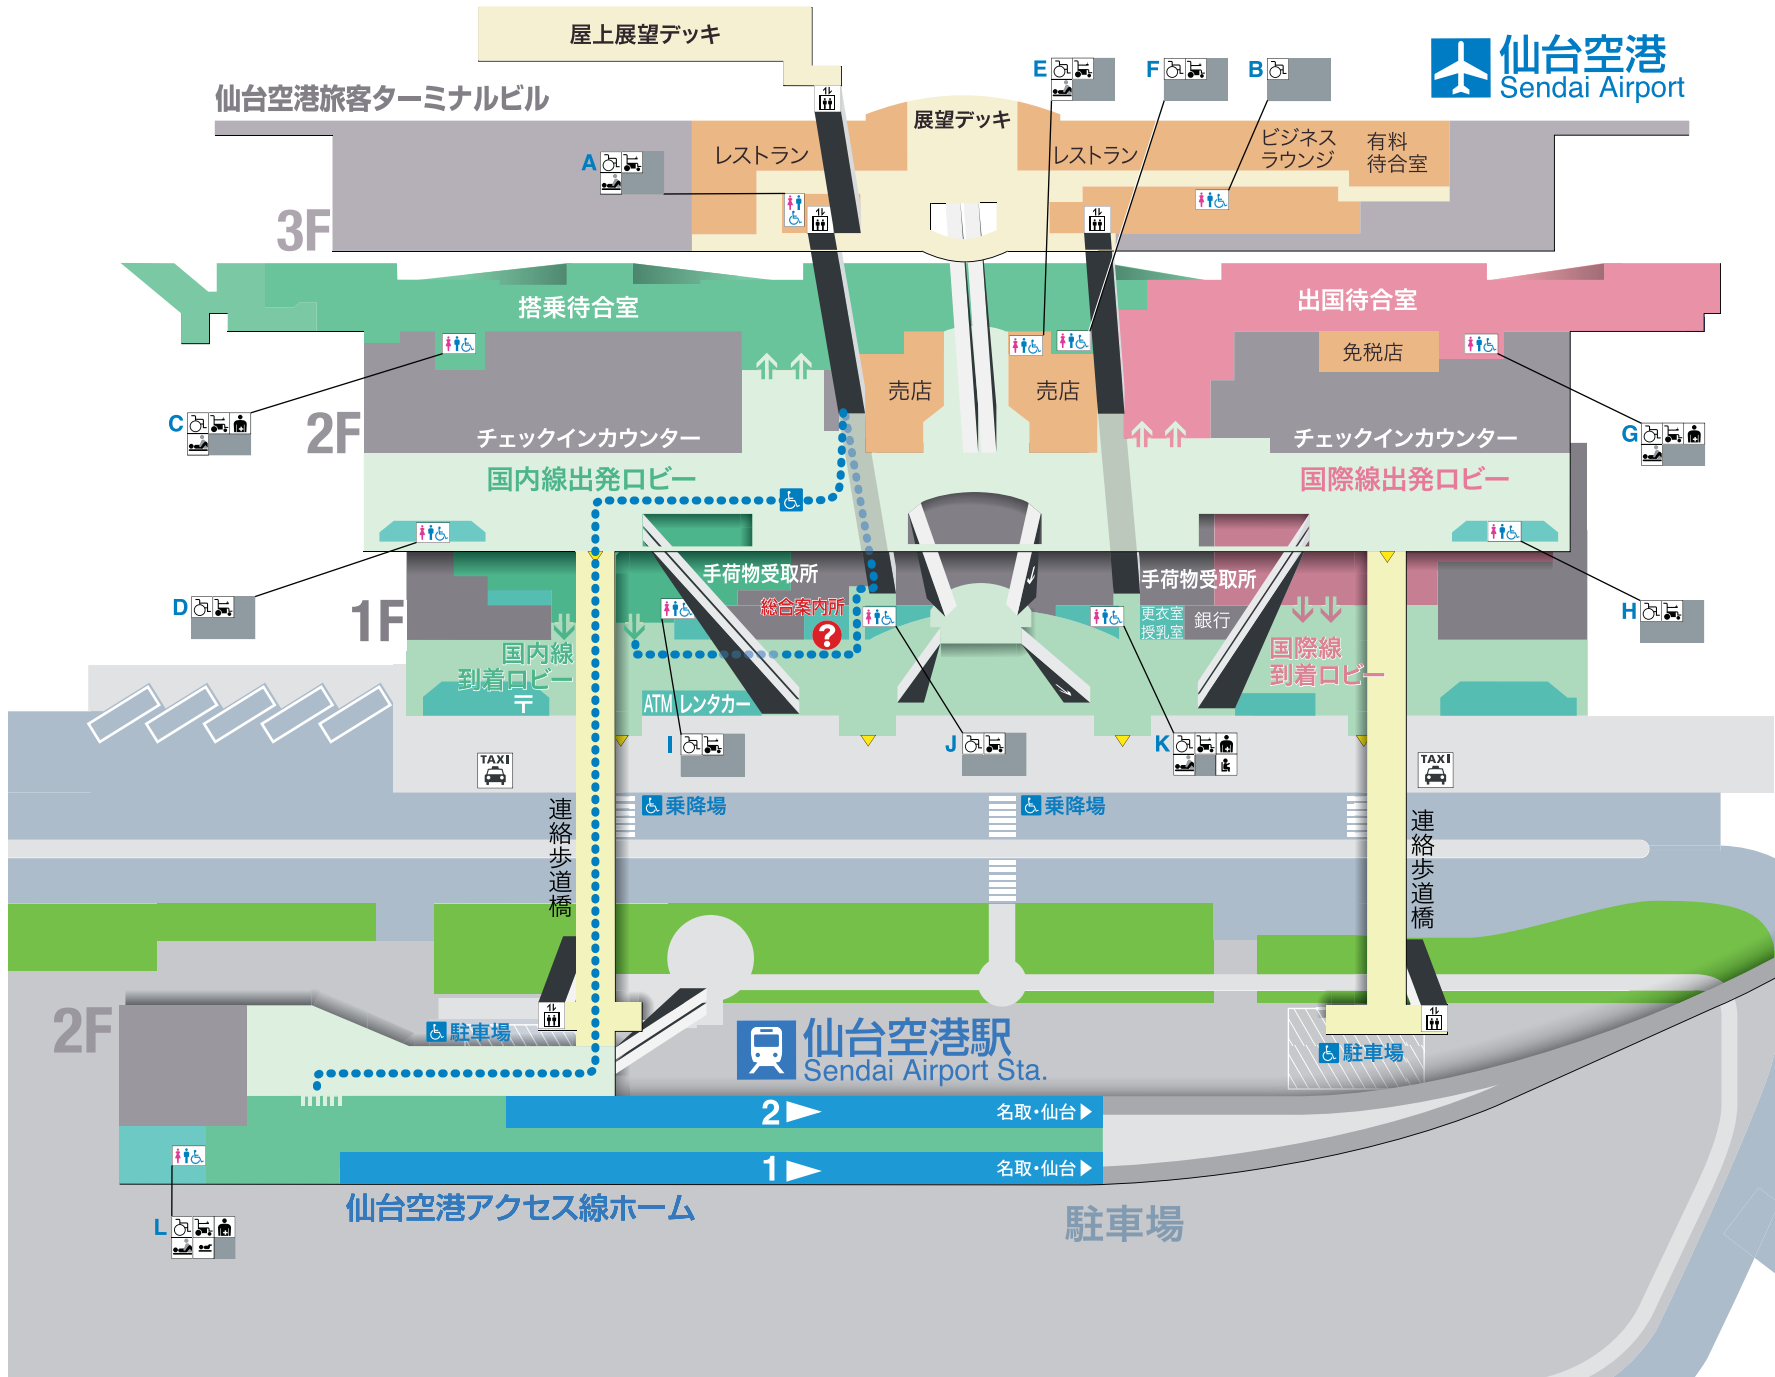 屋上展望デッキ
仙台空港
Sendai Airport
仙台空港旅客ターミナルビル
E
F
B
展望デッキ
A
レストラン
レストラン
ビジネス
ラウンジ
有料
待合室
3F
搭乗待合室
出国待合室
免税店
売店
売店
C
2F
チェックインカウンター
チェックインカウンター
G
国内線出発ロビー
国際線出発ロビー
手荷物受取所
手荷物受取所
D
1F
総合案内所
?
更衣室
授乳室
銀行
H
国内線
到着ロビー
国際線
到着ロビー
〒
ATM レンタカー
I
J
K
TAXI
TAXI
乗降場
乗降場
連絡歩道橋
連絡歩道橋
2F
駐車場
仙台空港駅
Sendai Airport Sta.
駐車場
2
名取・仙台
1
名取・仙台
仙台空港アクセス線ホーム
駐車場
L